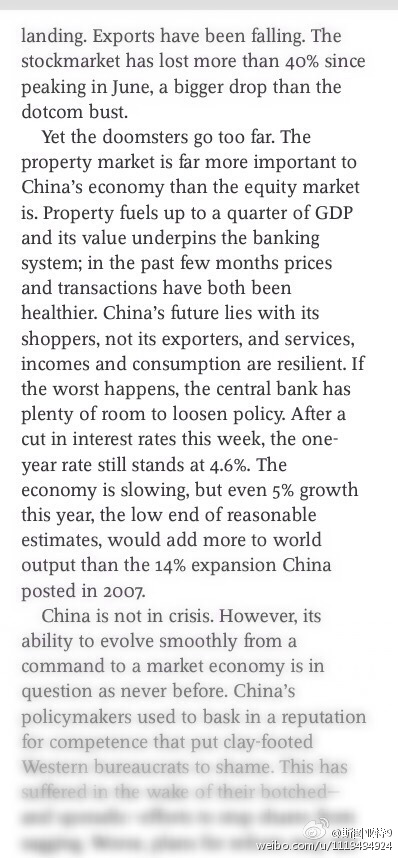 landing. Exports have been falling. The
stockmarket has lost more than 40% since
peaking in June, a bigger drop than the
dotcom bust.
Yet the doomsters go too far. The
property market is far more important to
China’s economy than the equity market
is. Property fuels up to a quarter of GDP
and its value underpins the banking
system; in the past few months prices
and transactions have both been
healthier. China’s future lies with its
shoppers, not its exporters, and services,
incomes and consumption are resilient. If
the worst happens, the central bank has
plenty of room to loosen policy. After a
cut in interest rates this week, the one-
year rate still stands at 4.6%. The
economy is slowing, but even 5% growth
this year, the low end of reasonable
estimates, would add more to world
output than the 14% expansion China
posted in 2007.
China is not in crisis. However, its
ability to evolve smoothly from a
command to a market economy is in
question as never before. China’s
policymakers used to bask in a reputation
for competence that put clay-footed
Western bureaucrats to shame. This has
suffered in the wake of their botched—
and sporadic—efforts to stop shares from
sagging. Worse, plans for reform
weibo.com/u/1119494924